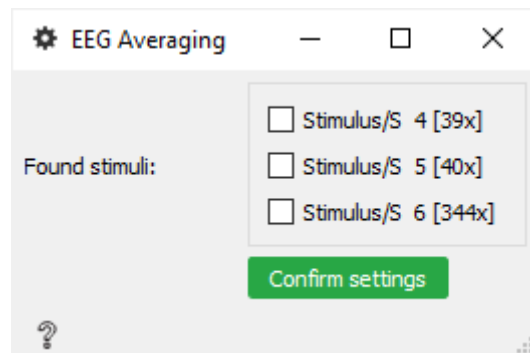 EEG Averaging
Stimulus/S  4 [39x]
Found stimuli:
Stimulus/S  5 [40x]
Stimulus/S  6 [344x]
Confirm settings
?